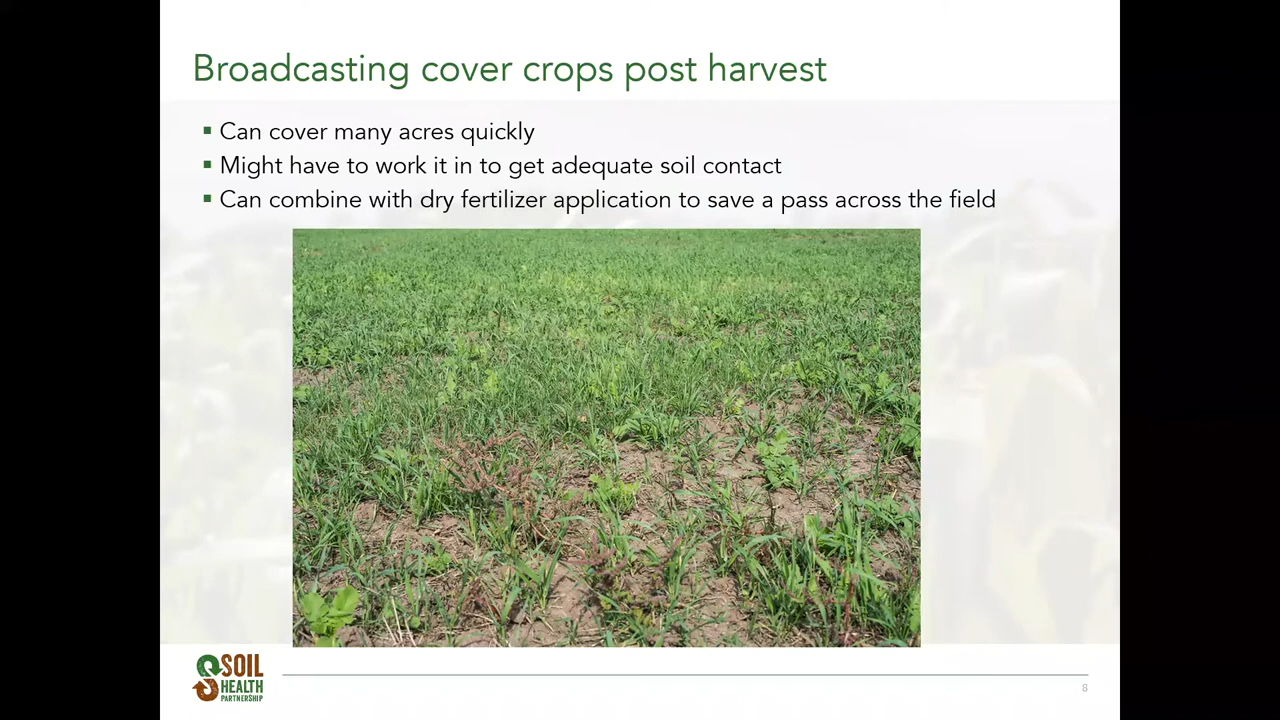 Broadcasting cover crops post harvest
▪ Can cover many acres quickly
▪ Might have to work it in to get adequate soil contact
▪ Can combine with dry fertilizer application to save a pass across the field
SOIL
HEALTH
PARTNERSHIP
8